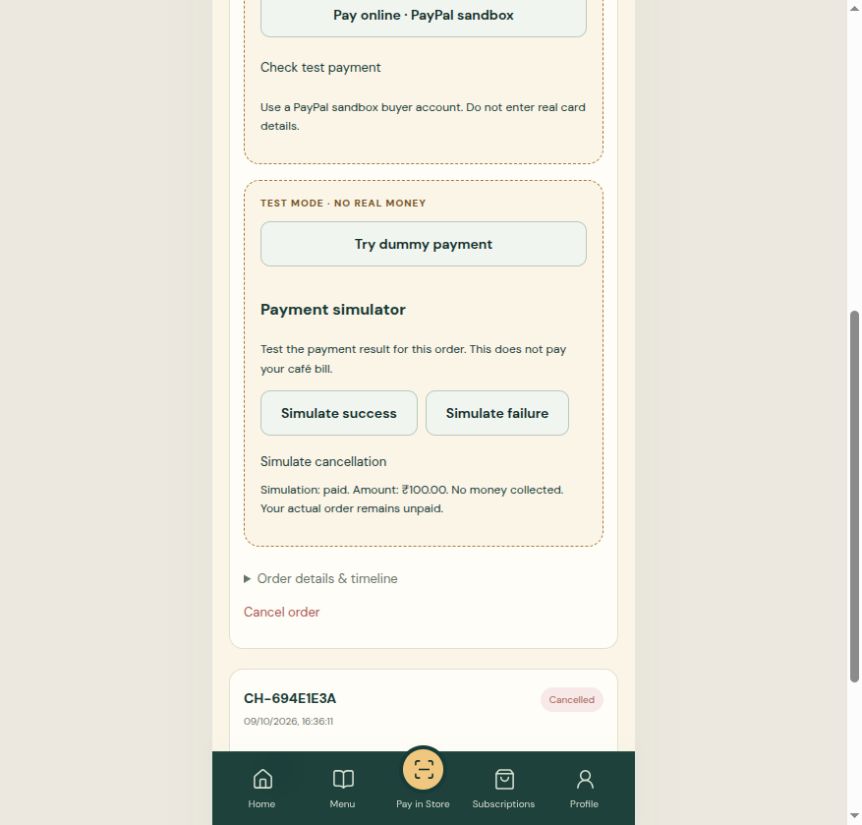 Pay online · PayPal sandbox
Check test payment
Use a PayPal sandbox buyer account. Do not enter real card
details.
TEST MODE · NO REAL MONEY
Try dummy payment
Payment simulator
Test the payment result for this order. This does not pay
your café bill.
Simulate success
Simulate failure
Simulate cancellation
Simulation: paid. Amount: ₹100.00. No money collected.
Your actual order remains unpaid.
Order details & timeline
Cancel order
CH-694E1E3A
Cancelled
09/10/2026, 16:36:11
Home
Menu
Pay in Store
Subscriptions
Profile